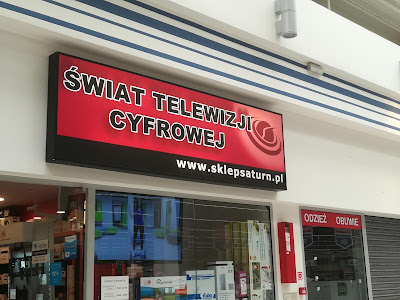 ŚWIAT TELEWIZJI
CYFROWEJ
www.sklepsaturn.pl
ODZIEŻ OBUWIE